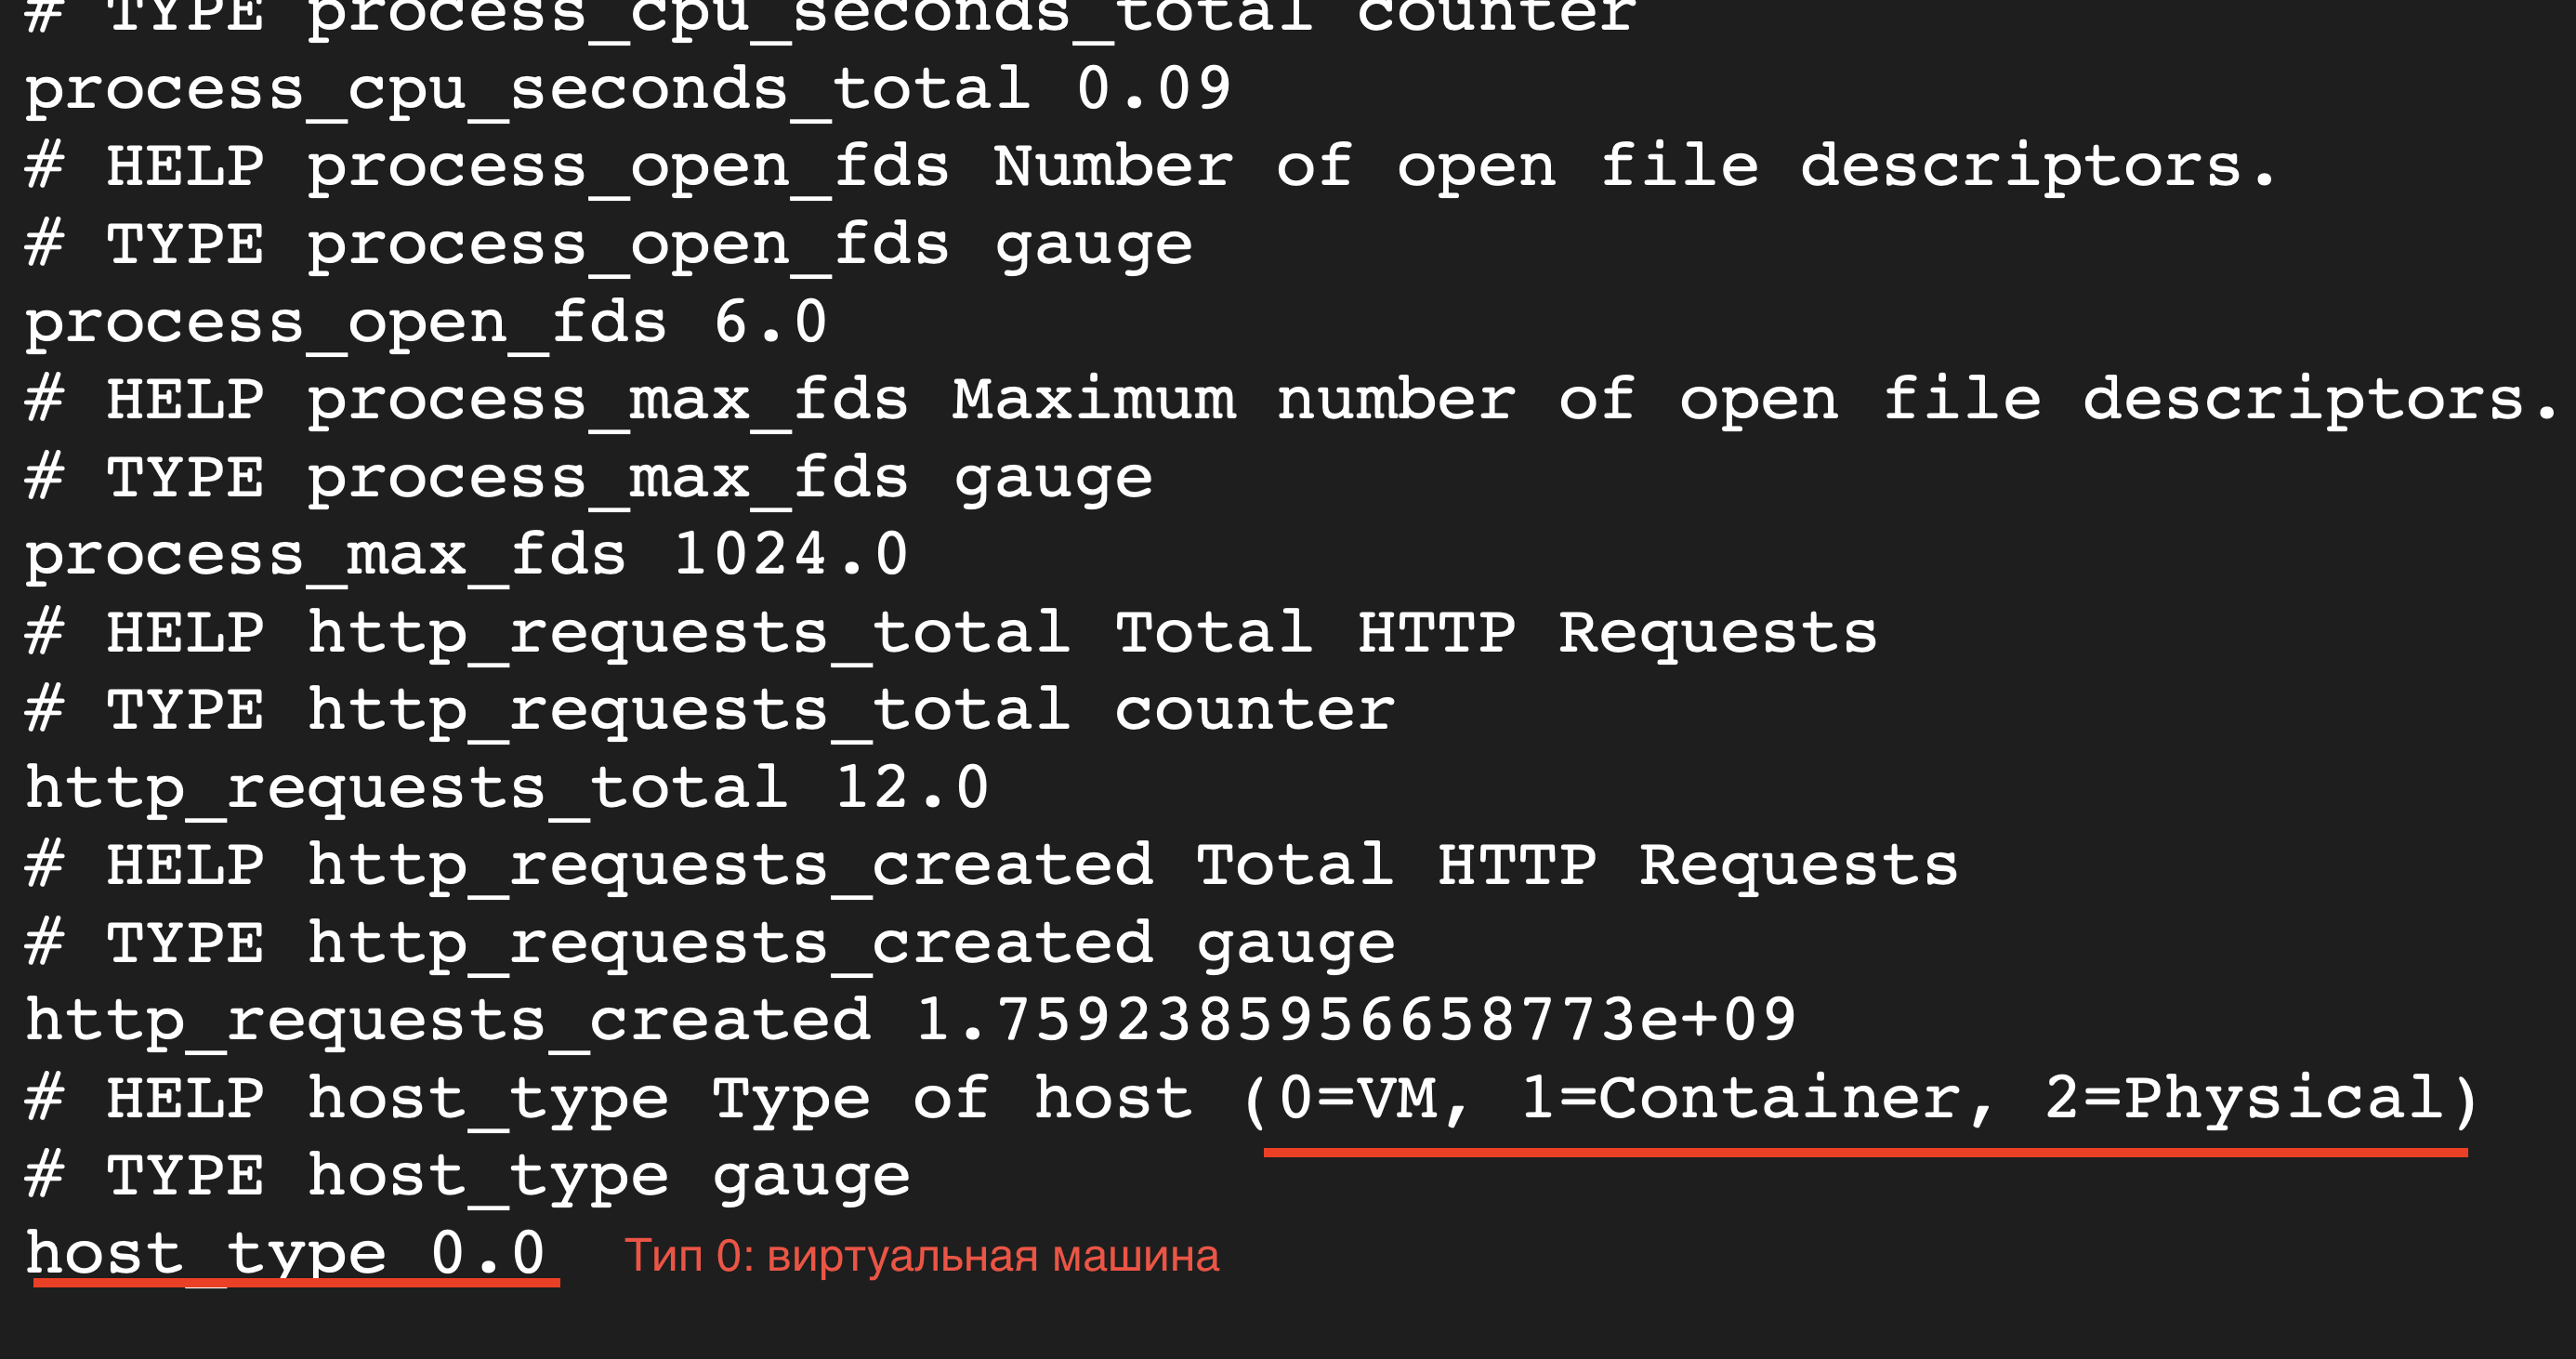 # TYPE process_cpu_seconds_total counter
process_cpu_seconds_total 0.09
# HELP process_open_fds Number of open file descriptors.
# TYPE process_open_fds gauge
process_open_fds 6.0
# HELP process_max_fds Maximum number of open file descriptors.
# TYPE process_max_fds gauge
process_max_fds 1024.0
# HELP http_requests_total Total HTTP Requests
# TYPE http_requests_total counter
http_requests_total 12.0
# HELP http_requests_created Total HTTP Requests
# TYPE http_requests_created gauge
http_requests_created 1.7592385956658773e+09
# HELP host_type Type of host (0=VM, 1=Container, 2=Physical)
# TYPE host_type gauge
host_type 0.0 Тип 0: виртуальная машина